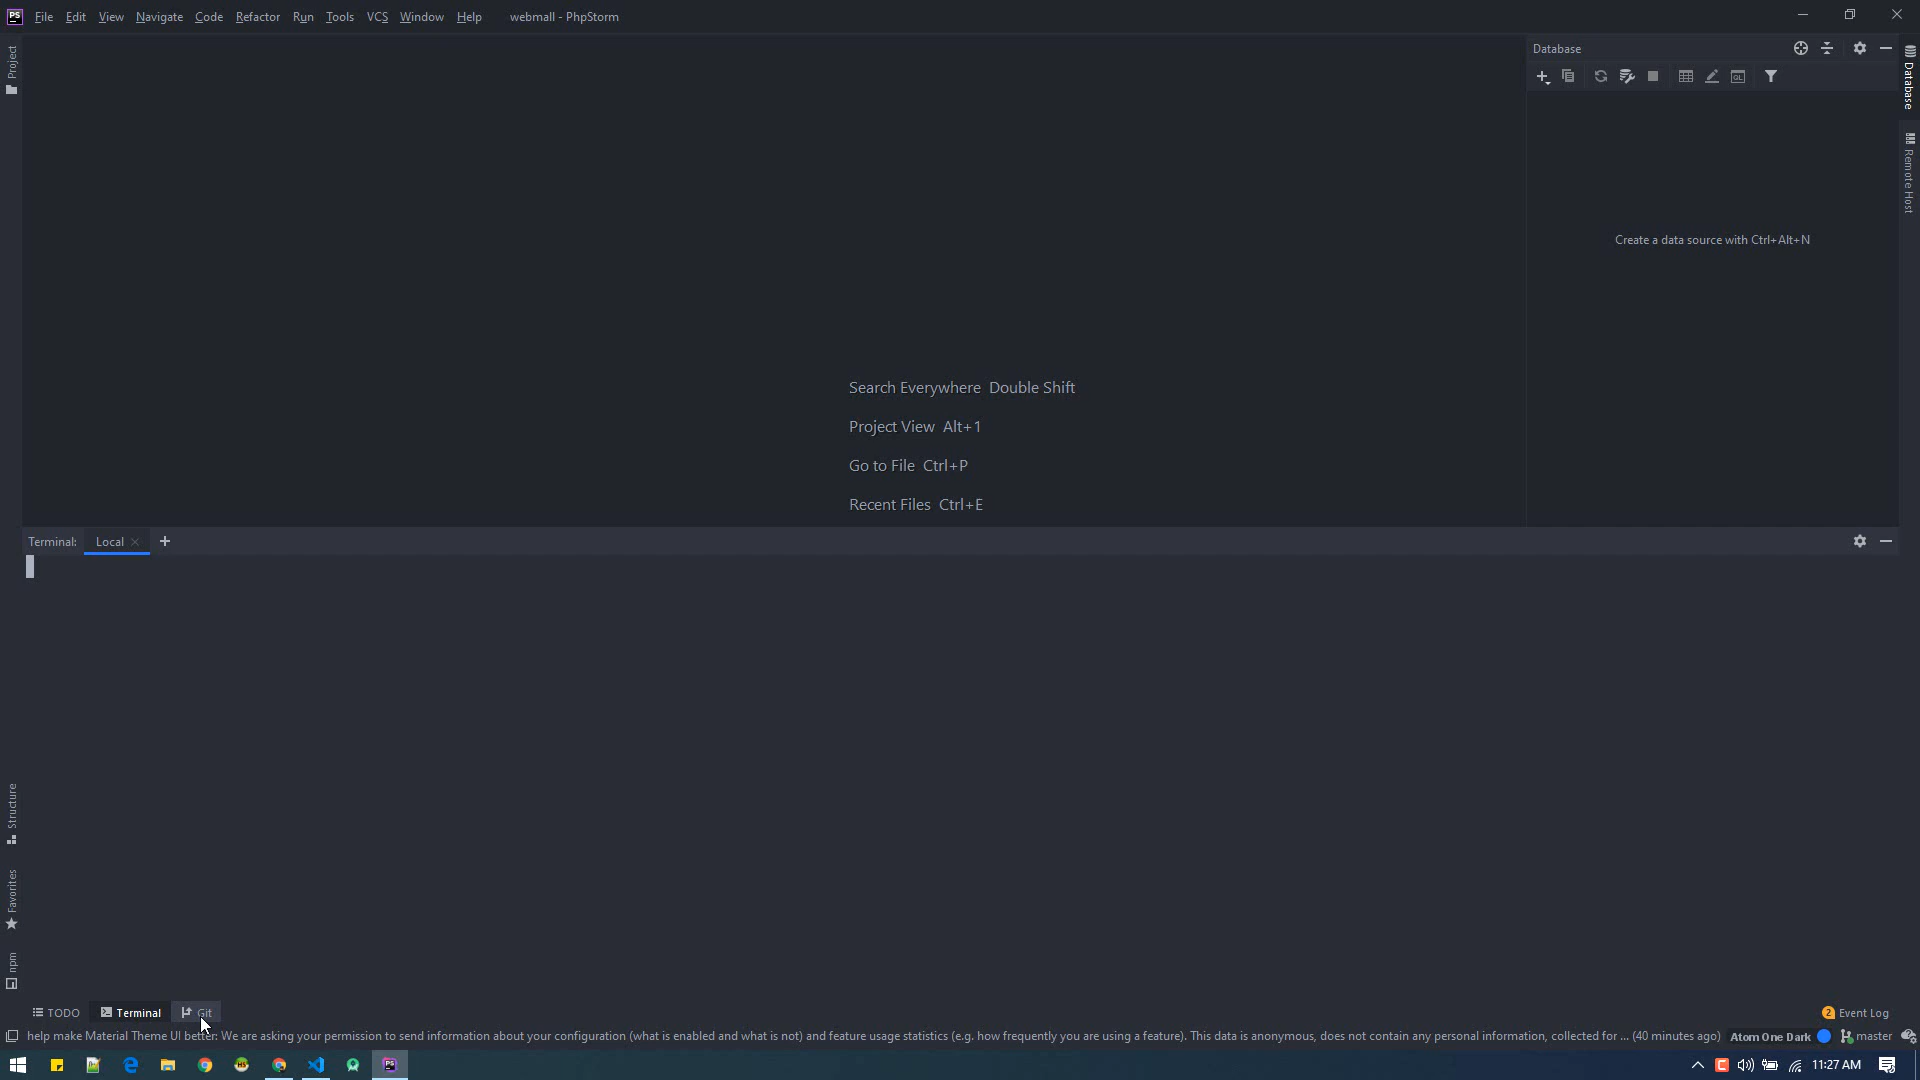 PS File Edit View Navigate Code Refactor Run Tools VCS Window Help webmall - PhpStorm
Project
Database
Database
Remote Host
Create a data source with Ctrl+Alt+N
Search Everywhere Double Shift
Project View Alt+1
Go to File Ctrl+P
Recent Files Ctrl+E
Terminal: Local
Structure
Favorites
npm
TODO Terminal Git 2 Event Log
help make Material Theme UI better: We are asking your permission to send information about your configuration (what is enabled and what is not) and feature usage statistics (e.g. how frequently you are using a feature). This data is anonymous, does not contain any personal information, collected for ... (40 minutes ago) Atom One Dark master
11:27 AM